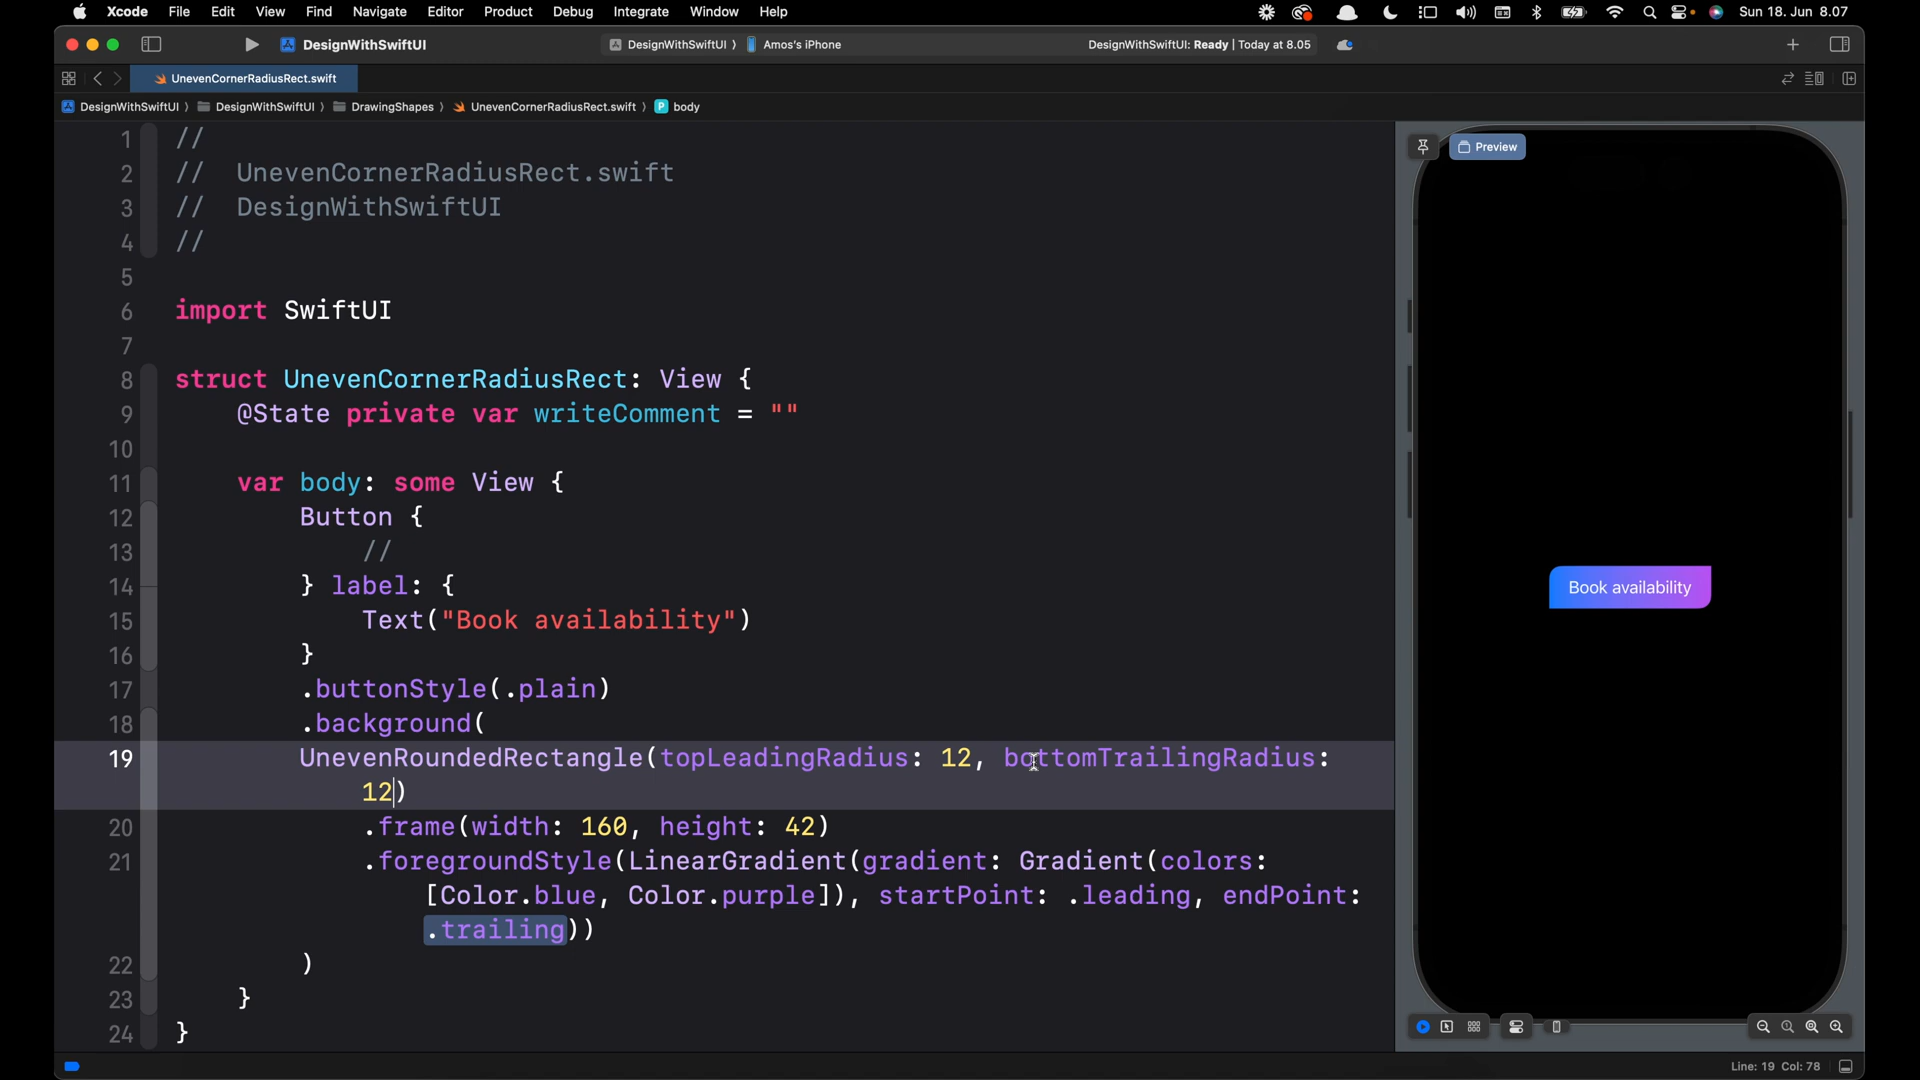 Xcode File Edit View Find Navigate Editor Product Debug Integrate Window Help Sun 18. Jun 8.07
DesignWithSwiftUI DesignWithSwiftUI 〉 Amos's iPhone DesignWithSwiftUI: Ready | Today at 8.05
UnevenCornerRadiusRect.swift
DesignWithSwiftUI 〉 DesignWithSwiftUI 〉 DrawingShapes 〉 UnevenCornerRadiusRect.swift 〉 P body
1 //
2 // UnevenCornerRadiusRect.swift
3 // DesignWithSwiftUI
4 //
5
6 import SwiftUI
7
8 struct UnevenCornerRadiusRect: View {
9 @State private var writeComment = ""
10
11 var body: some View {
12 Button {
13 //
14 } label: {
15 Text("Book availability")
16 }
17 .buttonStyle(.plain)
18 .background(
19 UnevenRoundedRectangle(topLeadingRadius: 12, bottomTrailingRadius:
12)
20 .frame(width: 160, height: 42)
21 .foregroundStyle(LinearGradient(gradient: Gradient(colors:
[Color.blue, Color.purple]), startPoint: .leading, endPoint:
.trailing))
22 )
23 }
24 }
Preview
Book availability
Line: 19 Col: 78